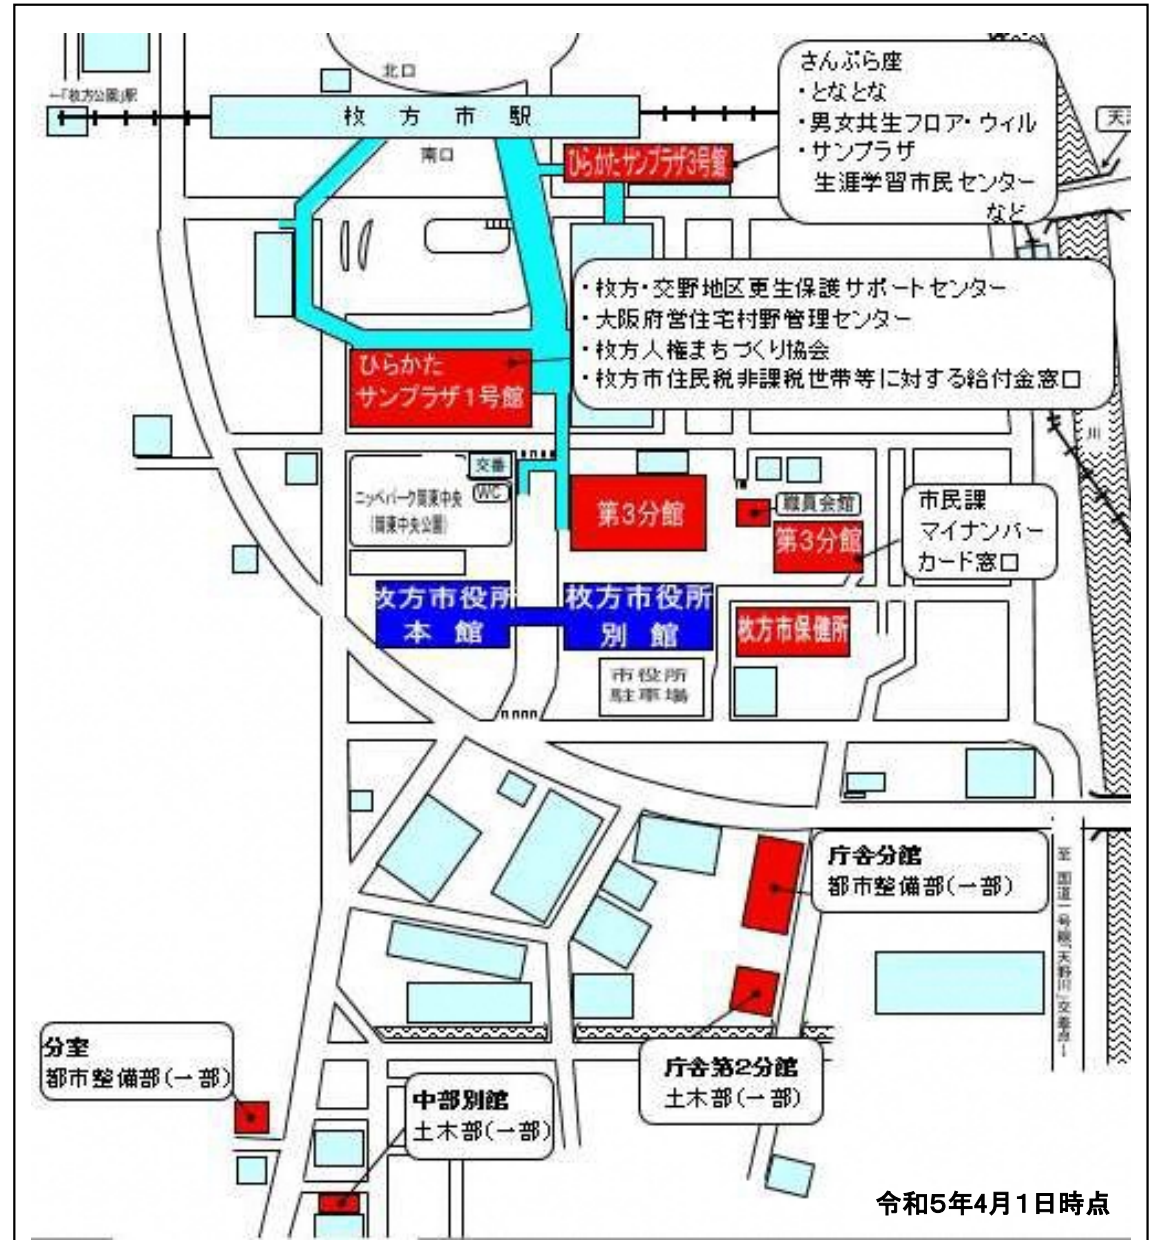 北口
←「枚方公園」駅
枚方市駅
南口
ひらかたサンプラザ3号館
さんぷら座
・となとな
・男女共生フロア・ウィル
・サンプラザ
生涯学習市民センター
など
・枚方・交野地区更生保護サポートセンター
・大阪府営住宅村野管理センター
・枚方人権まちづくり協会
・枚方市住民税非課税世帯等に対する給付金窓口
ひらかた
サンプラザ1号館
川
交番
WC
ニッペパーク岡東中央
(岡東中央公園)
第3分館
職員会館
第3分館
市民課
マイナンバー
カード窓口
枚方市役所
本館
枚方市役所
別館
枚方市保健所
市役所
駐車場
庁舎分館
都市整備部(一部)
至 国道一号線「天野川」交差点→
分室
都市整備部(一部)
中部別館
土木部(一部)
庁舎第2分館
土木部(一部)
令和5年4月1日時点